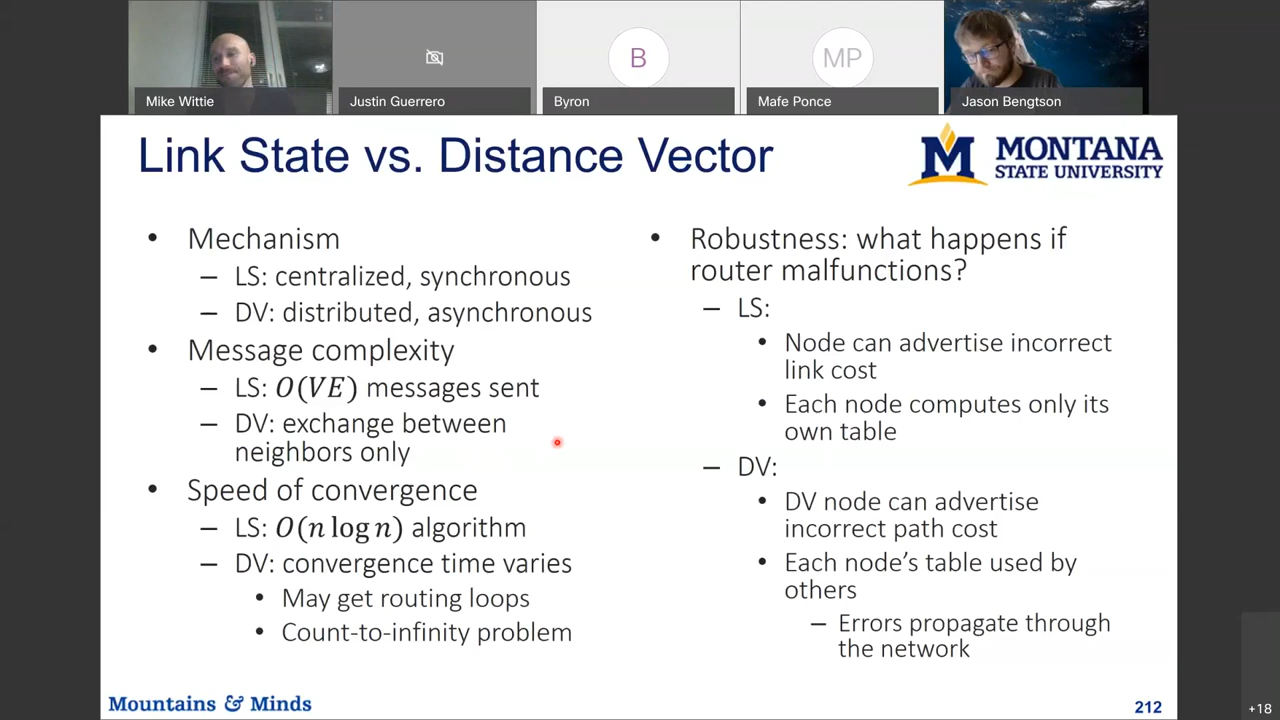 B
MP
Mike Wittie
Justin Guerrero
Byron
Mafe Ponce
Jason Bengtson
Link State vs. Distance Vector
M MONTANA
STATE UNIVERSITY
• Mechanism
– LS: centralized, synchronous
– DV: distributed, asynchronous
• Message complexity
– LS: O(VE) messages sent
– DV: exchange between
neighbors only
• Speed of convergence
– LS: O(n log n) algorithm
– DV: convergence time varies
• May get routing loops
• Count-to-infinity problem
• Robustness: what happens if
router malfunctions?
– LS:
• Node can advertise incorrect
link cost
• Each node computes only its
own table
– DV:
• DV node can advertise
incorrect path cost
• Each node's table used by
others
– Errors propagate through
the network
Mountains & Minds
212
+18